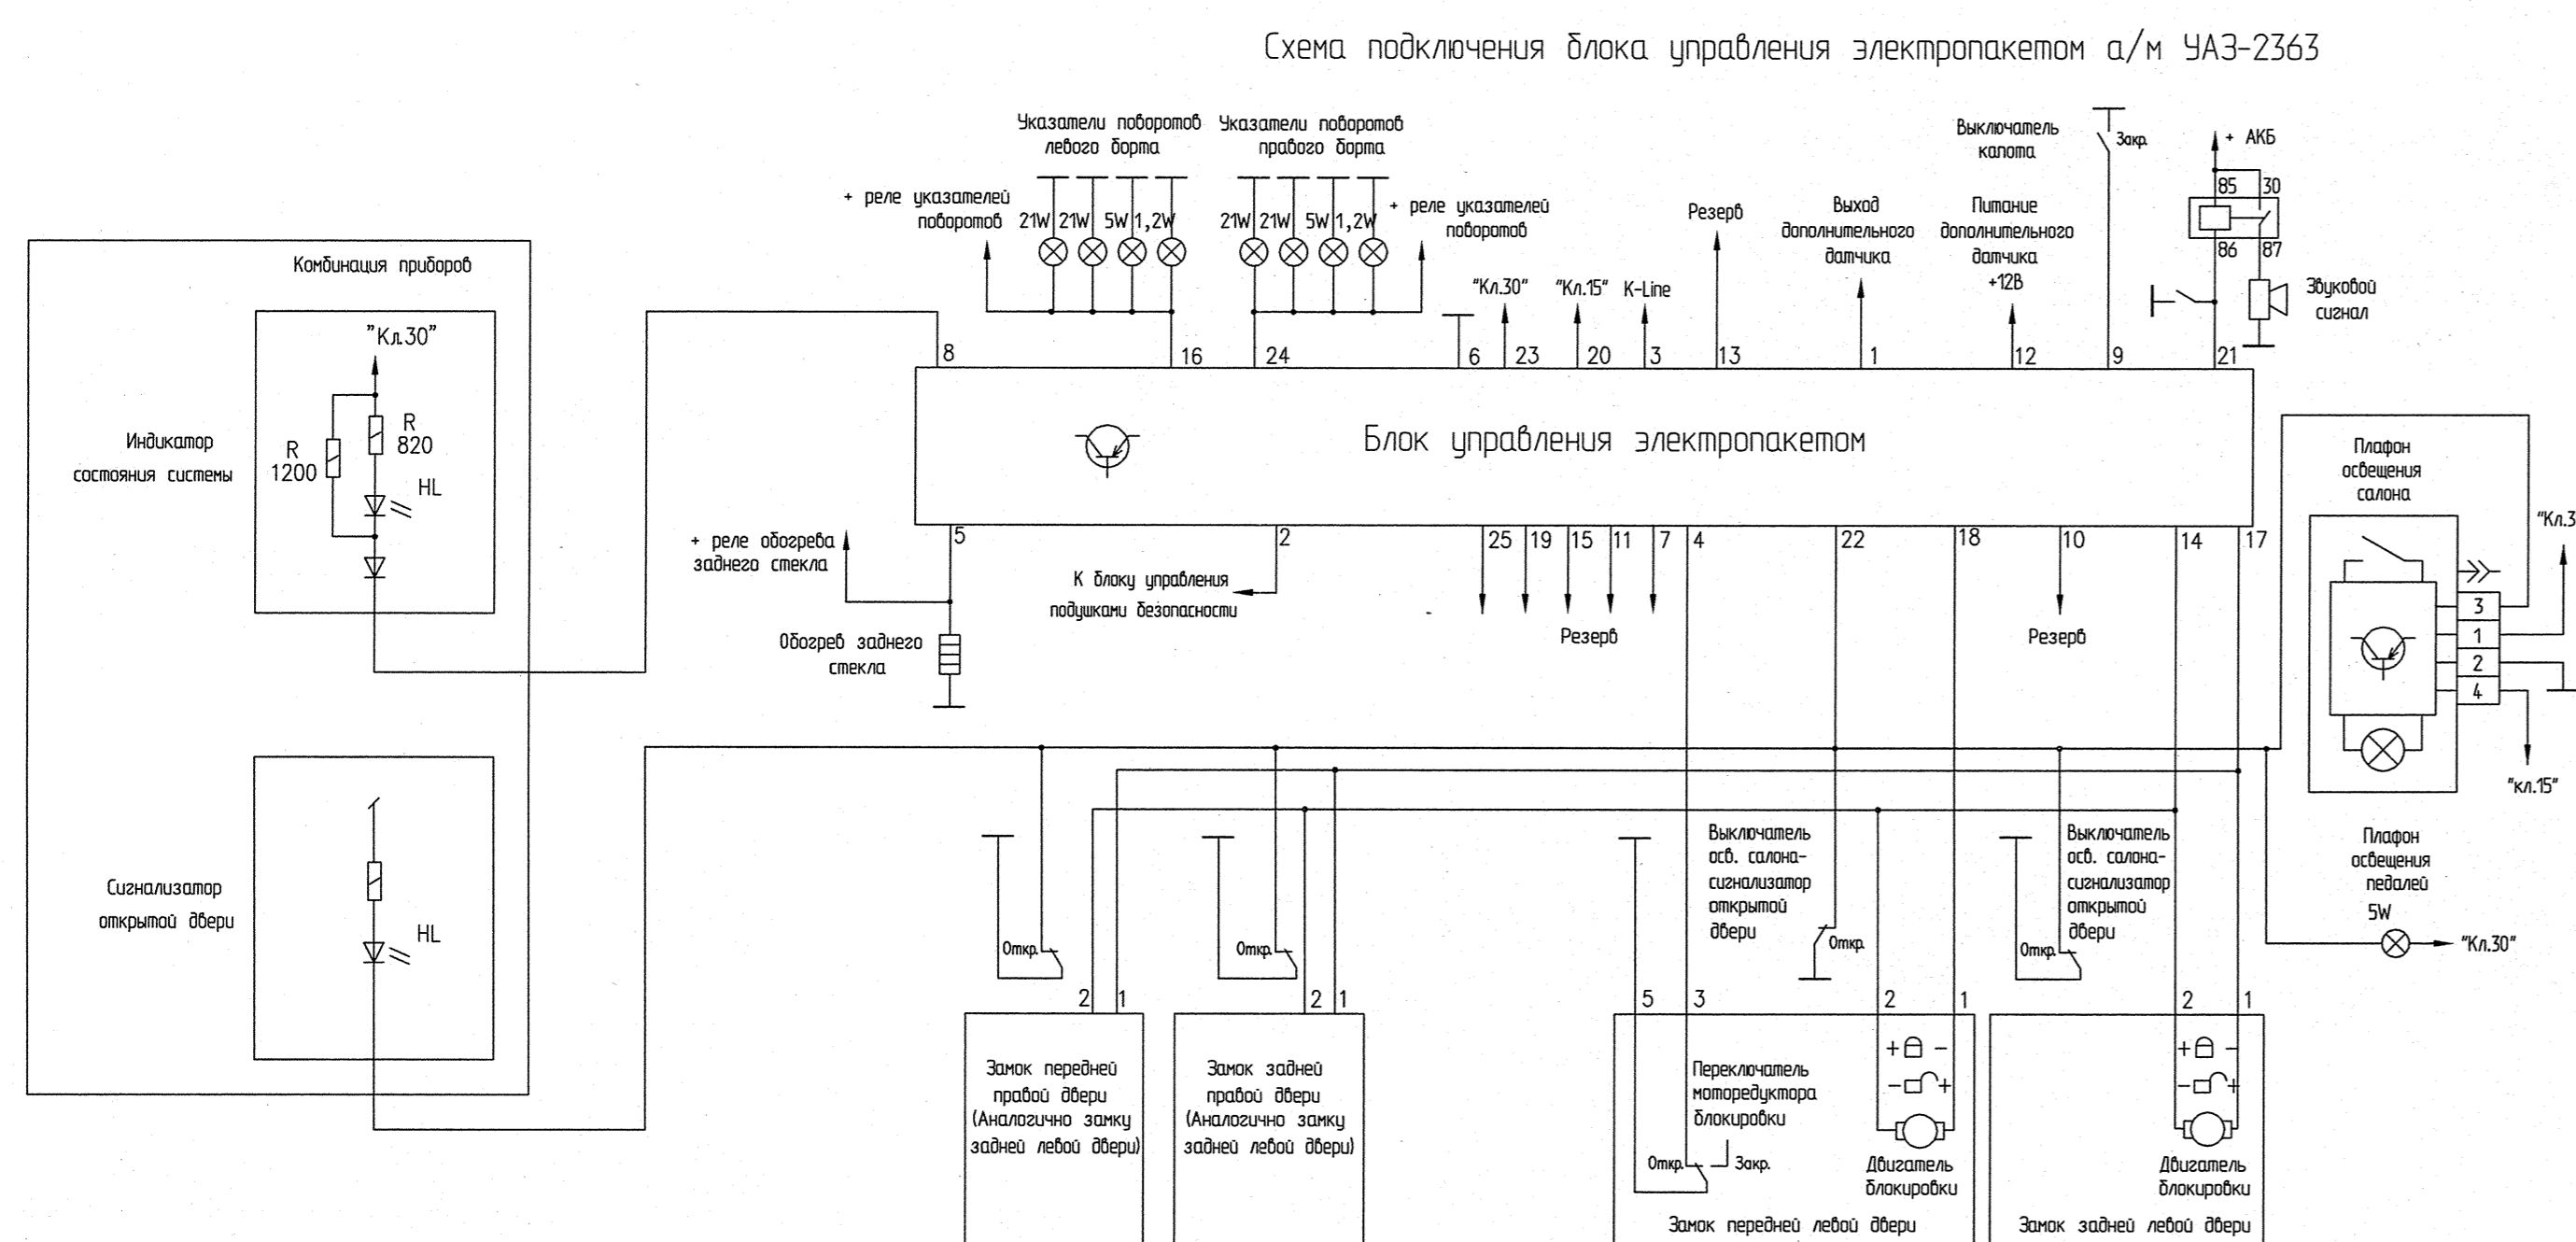 Схема подключения блока управления электропакетом а/м УАЗ-2363
Указатели поворотов
левого борта
Указатели поворотов
правого борта
+ реле указателей
поворотов
21W 21W 5W 1,2W
21W 21W 5W 1,2W
+ реле указателей
поворотов
"Кл.30"
"Кл.15"
K-Line
Резерв
Выход
дополнительного
датчика
Питание
дополнительного
датчика
+12В
Выключатель
капота
Закр.
+ АКБ
85 30
86 87
Звуковой
сигнал
8 16 24 6 23 20 3 13 1 12 9 21
Блок управления электропакетом
5 2 25 19 15 11 7 4 22 18 10 14 17
Комбинация приборов
"Кл.30"
R
820
R
1200
HL
Индикатор
состояния системы
Сигнализатор
открытой двери
HL
+ реле обогрева
заднего стекла
Обогрев заднего
стекла
К блоку управления
подушками безопасности
Резерв
Резерв
Плафон
освещения
салона
"Кл.3
3
1
2
4
"кл.15"
Плафон
освещения
педалей
5W
"Кл.30"
Откр.
Откр.
Выключатель
осв. салона-
сигнализатор
открытой
двери
Откр.
Выключатель
осв. салона-
сигнализатор
открытой
двери
Откр.
2 1
2 1
5 3 2 1
2 1
Замок передней
правой двери
(Аналогично замку
задней левой двери)
Замок задней
правой двери
(Аналогично замку
задней левой двери)
Переключатель
моторедуктора
блокировки
Откр. Закр.
+ -
- +
Двигатель
блокировки
Замок передней левой двери
+ -
- +
Двигатель
блокировки
Замок задней левой двери